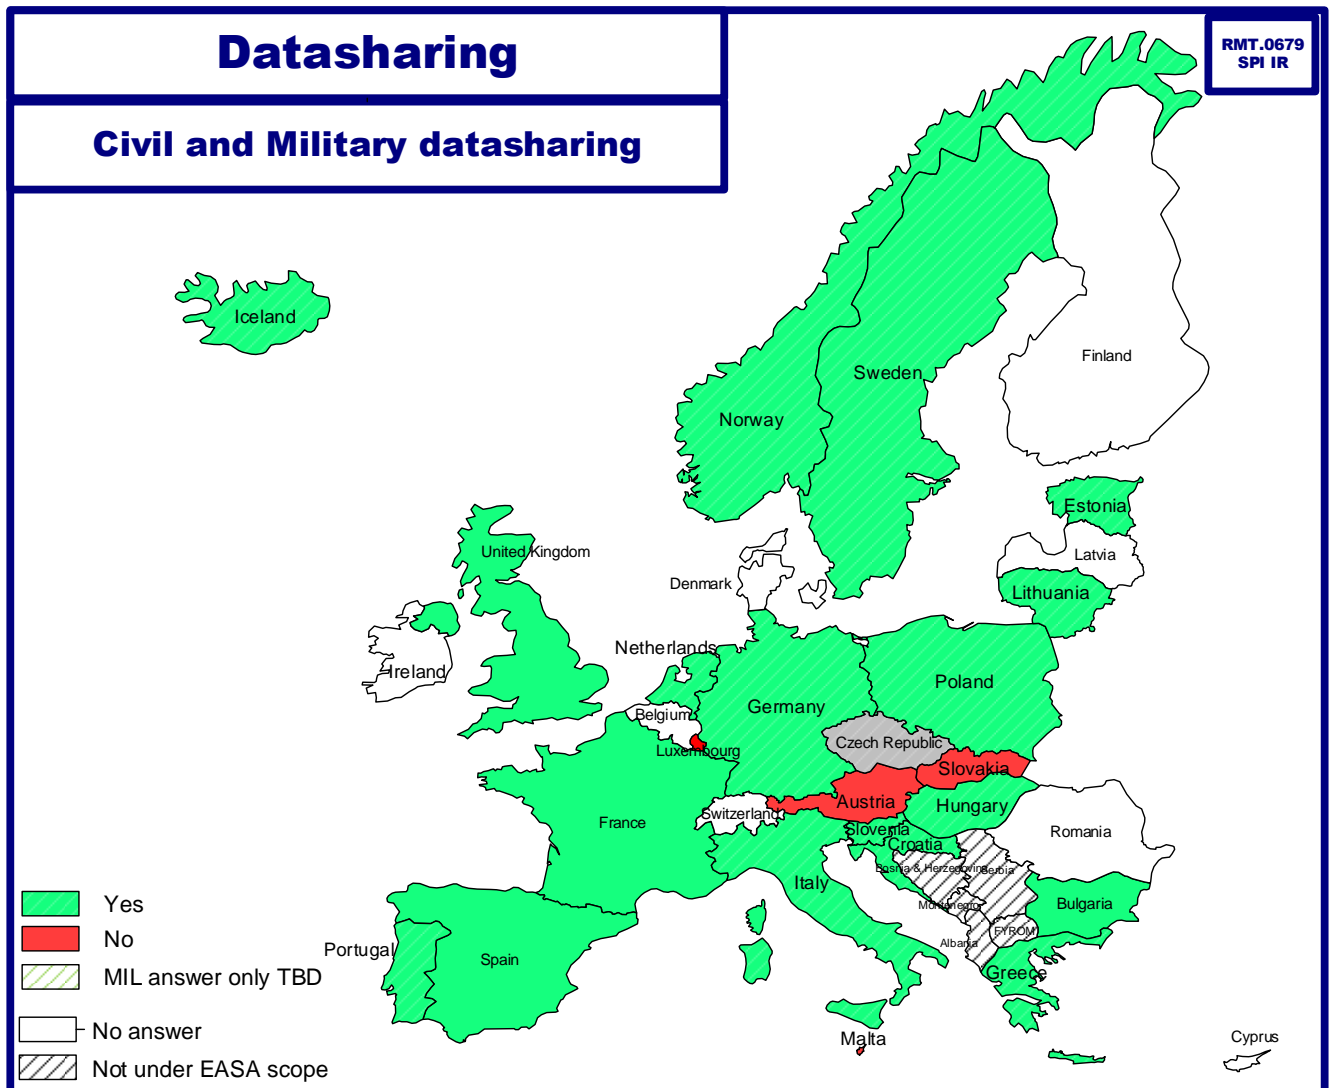 Datasharing
RMT.0679
SPI IR
Civil and Military datasharing
Iceland
Finland
Sweden
Norway
Estonia
United Kingdom
Latvia
Denmark
Lithuania
Netherlands
Ireland
Poland
Germany
Belgium
Czech Republic
Luxembourg
Slovakia
Austria
Hungary
Switzerland
France
Slovenia
Romania
Croatia
Bosnia & Herzegovina
Serbia
Italy
Yes
Montenegro
Bulgaria
No
FYROM
Albania
Portugal
Spain
Greece
MIL answer only TBD
No answer
Malta
Cyprus
Not under EASA scope